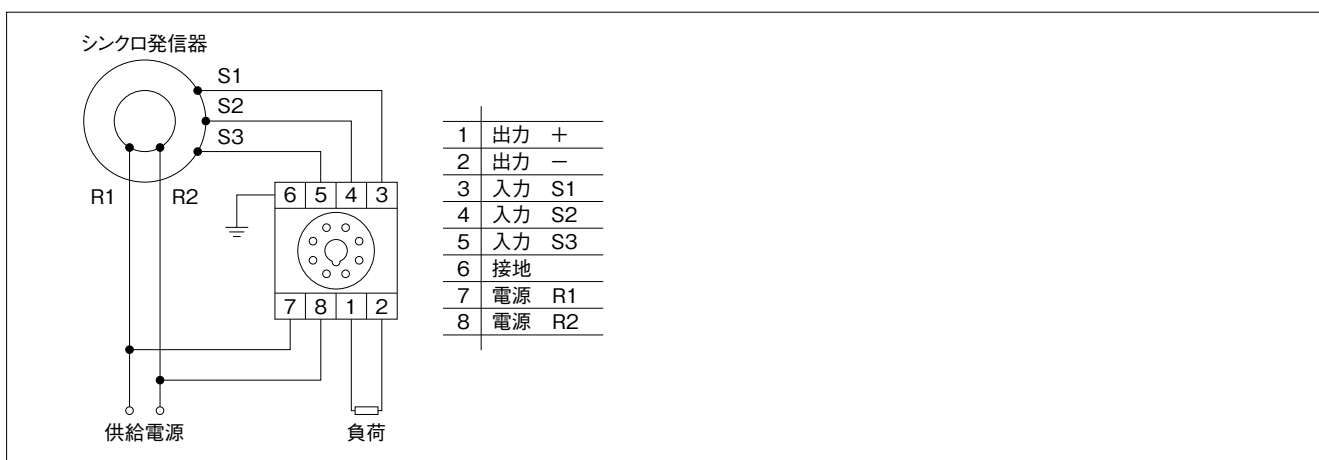 シンクロ発信器
S1
S2
S3
R1 R2
6 5 4 3
7 8 1 2
供給電源 負荷
1 出力 +
2 出力 −
3 入力 S1
4 入力 S2
5 入力 S3
6 接地
7 電源 R1
8 電源 R2